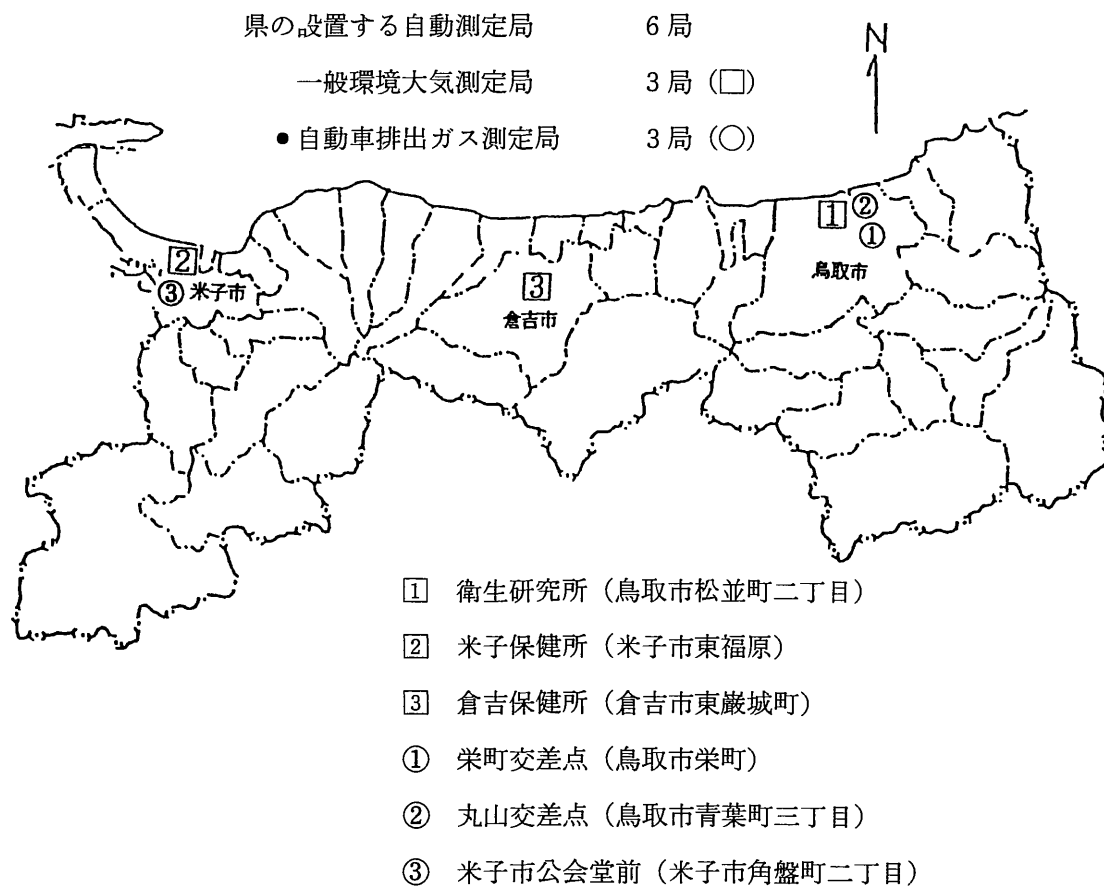 県の設置する自動測定局 6局
N
一般環境大気測定局 3局（□）
●自動車排出ガス測定局 3局（○）
1 ②
①
2
鳥取市
③ 米子市
3
倉吉市
1 衛生研究所（鳥取市松並町二丁目）
2 米子保健所（米子市東福原）
3 倉吉保健所（倉吉市東巌城町）
① 栄町交差点（鳥取市栄町）
② 丸山交差点（鳥取市青葉町三丁目）
③ 米子市公会堂前（米子市角盤町二丁目）